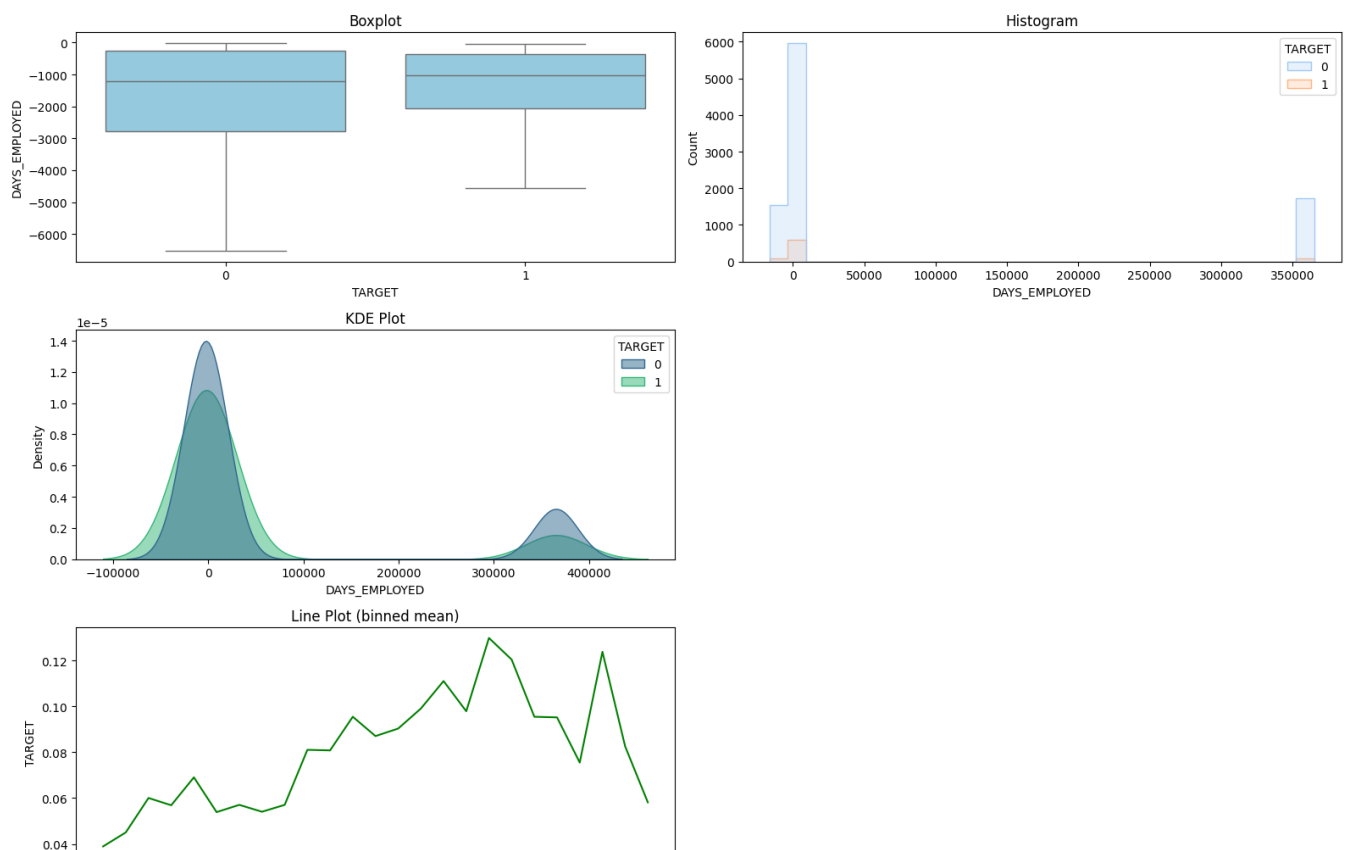 Boxplot
0
−1000
−2000
−3000
−4000
−5000
−6000
DAYS_EMPLOYED
0 1
TARGET
Histogram
6000
5000
4000
3000
2000
1000
0
Count
TARGET
0
1
0 50000 100000 150000 200000 250000 300000 350000
DAYS_EMPLOYED
KDE Plot
1e−5
1.4
1.2
1.0
0.8
0.6
0.4
0.2
0.0
Density
TARGET
0
1
−100000 0 100000 200000 300000 400000
DAYS_EMPLOYED
Line Plot (binned mean)
0.12
0.10
0.08
0.06
0.04
TARGET